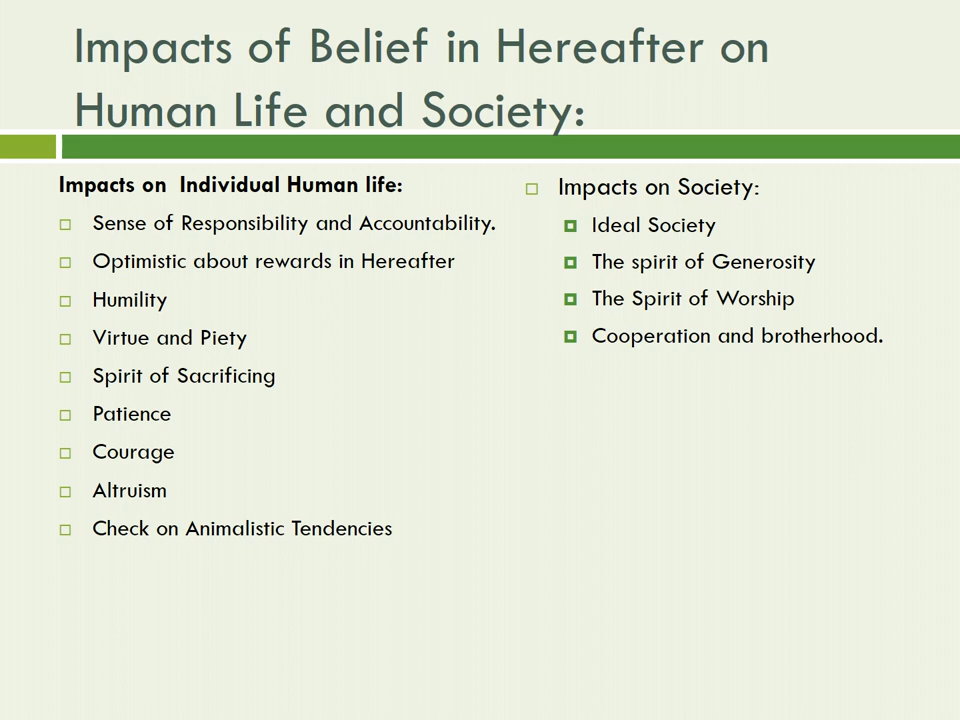 Impacts of Belief in Hereafter on
Human Life and Society:
Impacts on Individual Human life:
Sense of Responsibility and Accountability.
Optimistic about rewards in Hereafter
Humility
Virtue and Piety
Spirit of Sacrificing
Patience
Courage
Altruism
Check on Animalistic Tendencies
Impacts on Society:
Ideal Society
The spirit of Generosity
The Spirit of Worship
Cooperation and brotherhood.